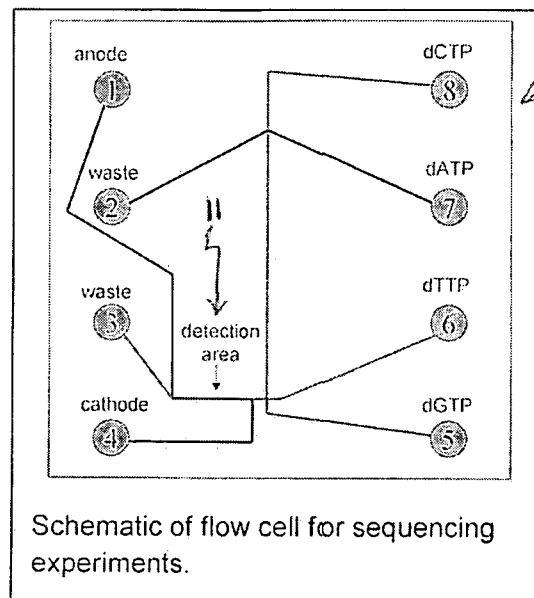 anode
1
dCTP
8
waste
2
dATP
7
11
waste
3
detection
area
dTTP
6
cathode
4
dGTP
5
Schematic of flow cell for sequencing
experiments.